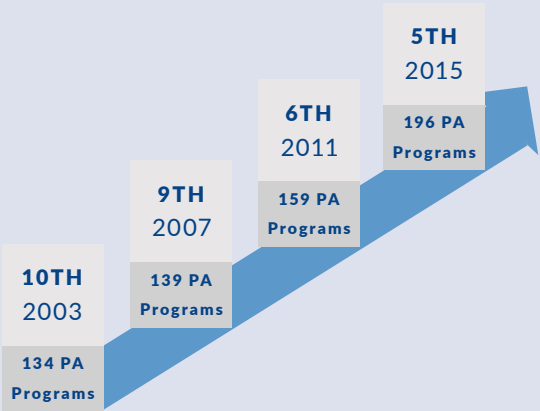 5TH
2015
196 PA
Programs
6TH
2011
159 PA
Programs
9TH
2007
139 PA
Programs
10TH
2003
134 PA
Programs